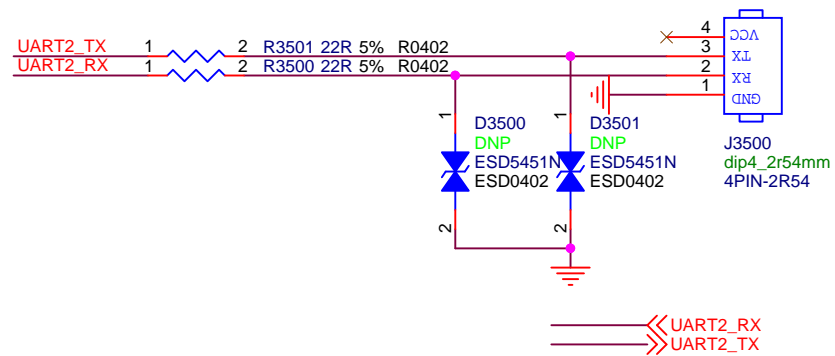 4 VCC
UART2_TX 1 2 R3501 22R 5% R0402 3 TX
UART2_RX 1 2 R3500 22R 5% R0402 2 RX
1 GND
1 D3500 1 D3501 J3500
DNP DNP dip4_2r54mm
ESD5451N ESD5451N 4PIN-2R54
ESD0402 ESD0402
2 2
UART2_RX
UART2_TX